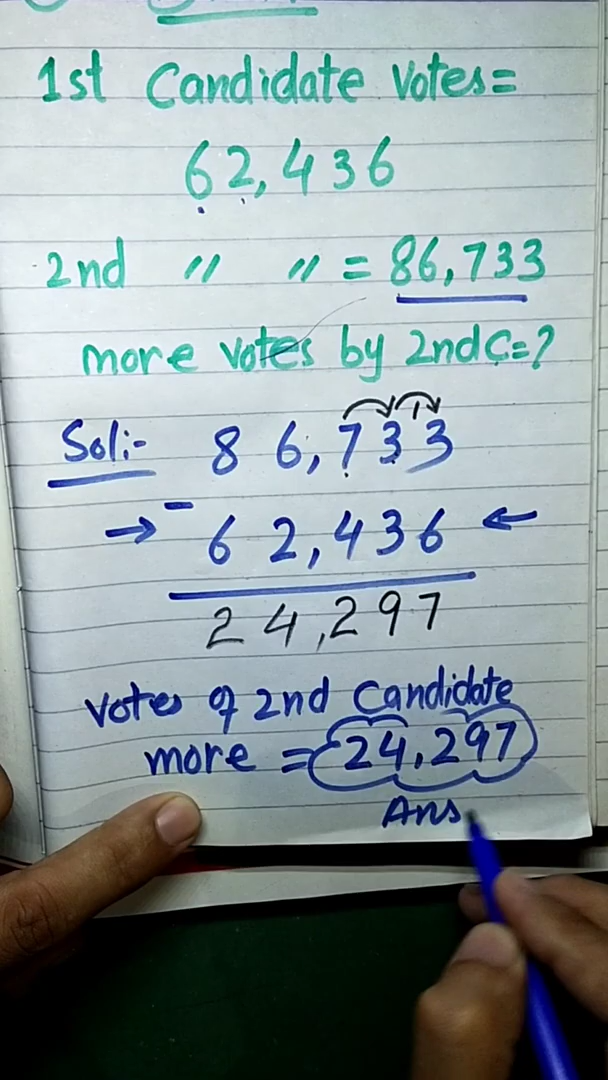 1st Candidate Votes=
62,436
2nd " " = 86,733
more votes by 2nd C=?
Sol:- 86,733
- → 62,436 ←
24,297
votes of 2nd Candidate
more = 24,297
Ans